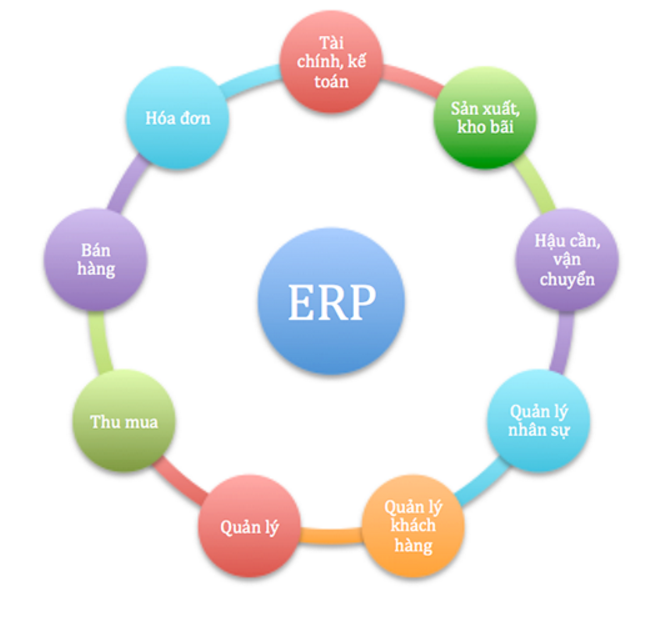 Tài
chính, kế
toán
Sản xuất,
kho bãi
Hậu cần,
vận
chuyển
Quản lý
nhân sự
Quản lý
khách
hàng
Quản lý
Thu mua
Bán
hàng
Hóa đơn
ERP